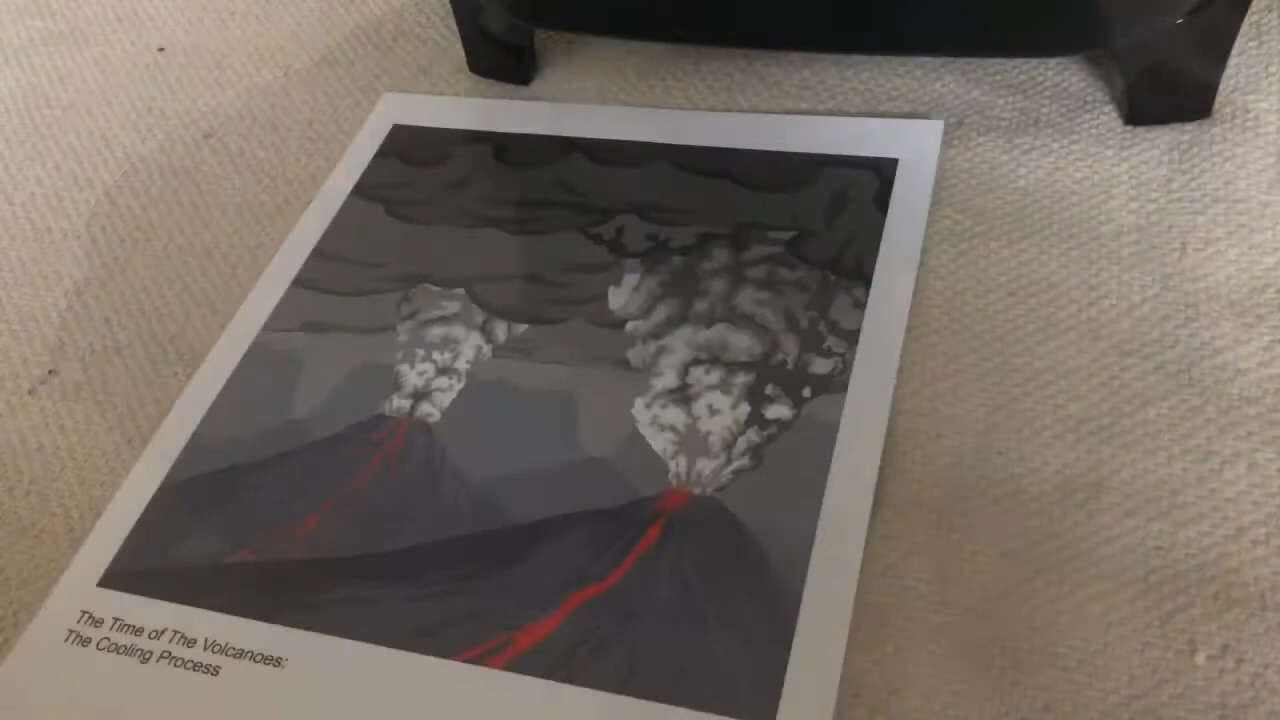 The Time of The Volcanoes:
The Cooling Process